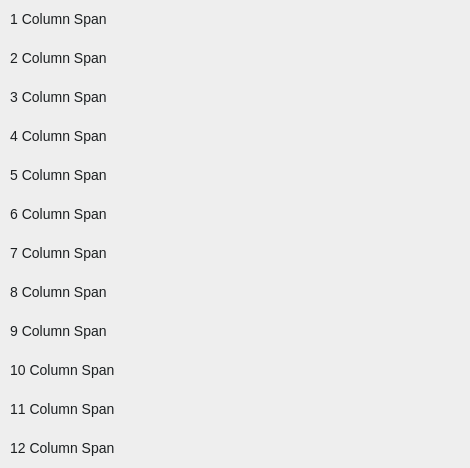 1 Column Span
2 Column Span
3 Column Span
4 Column Span
5 Column Span
6 Column Span
7 Column Span
8 Column Span
9 Column Span
10 Column Span
11 Column Span
12 Column Span